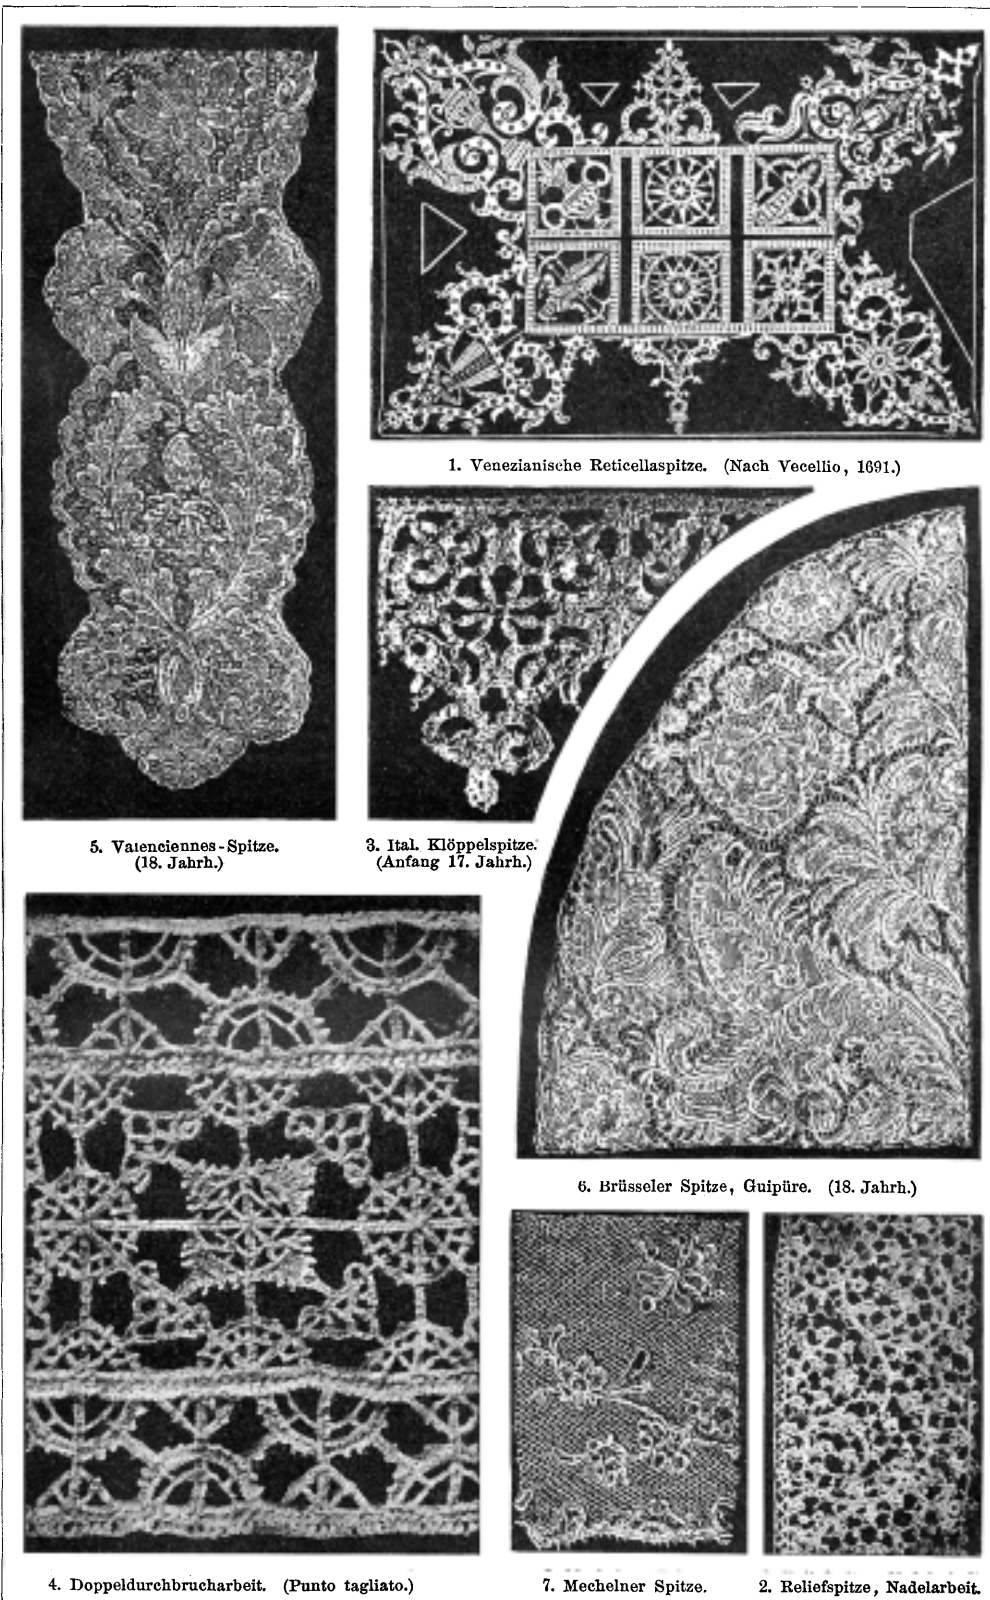 1. Venezianische Reticellaspitze. (Nach Vecellio, 1691.)
5. Valenciennes-Spitze.
(18. Jahrh.)
3. Ital. Klöppelspitze.
(Anfang 17. Jahrh.)
6. Brüsseler Spitze, Guipüre. (18. Jahrh.)
4. Doppeldurchbrucharbeit. (Punto tagliato.)
7. Mechelner Spitze.
2. Reliefspitze, Nadelarbeit.